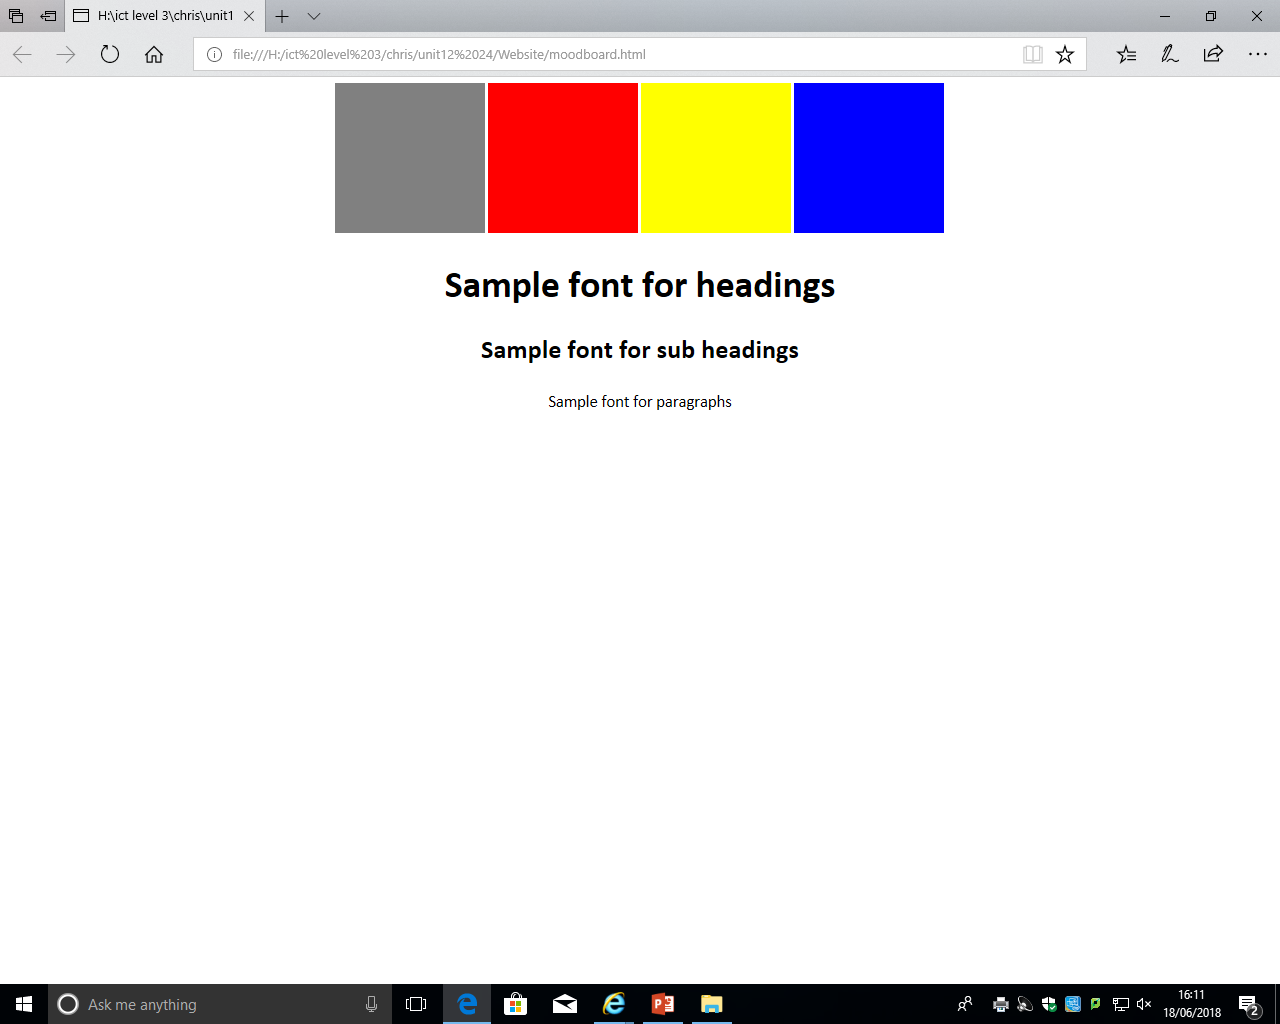 H:\ict level 3\chris\unit1
file:///H:/ict%20level%203/chris/unit12%2024/Website/moodboard.html
Sample font for headings
Sample font for sub headings
Sample font for paragraphs
Ask me anything
16:11
18/06/2018
2